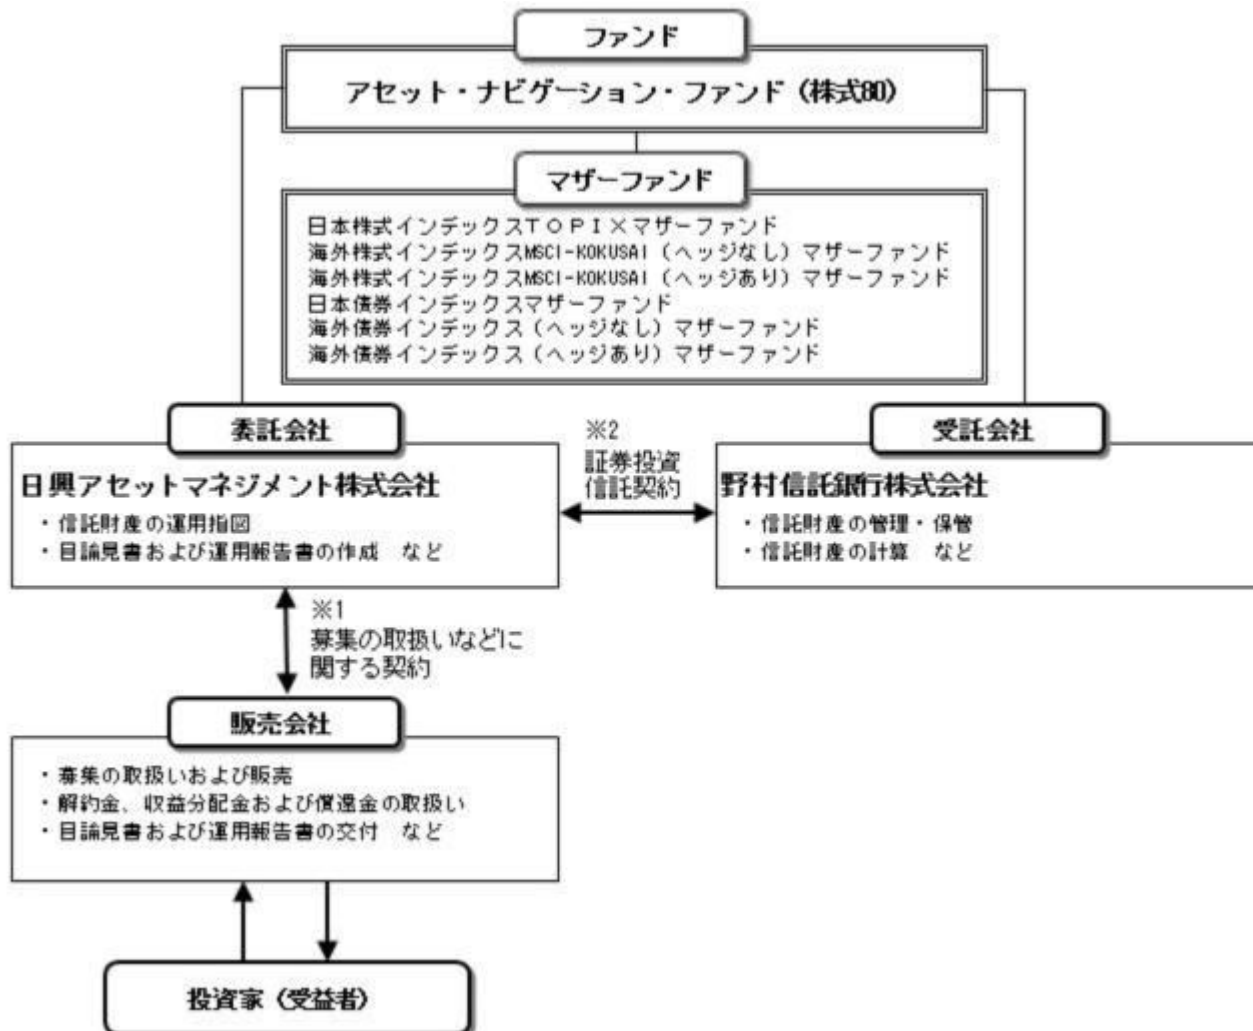 ファンド
アセット・ナビゲーション・ファンド（株式80）
マザーファンド
日本株式インデックスＴＯＰＩＸマザーファンド
海外株式インデックスMSCI-KOKUSAI（ヘッジなし）マザーファンド
海外株式インデックスMSCI-KOKUSAI（ヘッジあり）マザーファンド
日本債券インデックスマザーファンド
海外債券インデックス（ヘッジなし）マザーファンド
海外債券インデックス（ヘッジあり）マザーファンド
委託会社
日興アセットマネジメント株式会社
・信託財産の運用指図
・目論見書および運用報告書の作成　など
※2
証券投資
信託契約
受託会社
野村信託銀行株式会社
・信託財産の管理・保管
・信託財産の計算　など
※1
募集の取扱いなどに
関する契約
販売会社
・募集の取扱いおよび販売
・解約金、収益分配金および償還金の取扱い
・目論見書および運用報告書の交付　など
投資家（受益者）